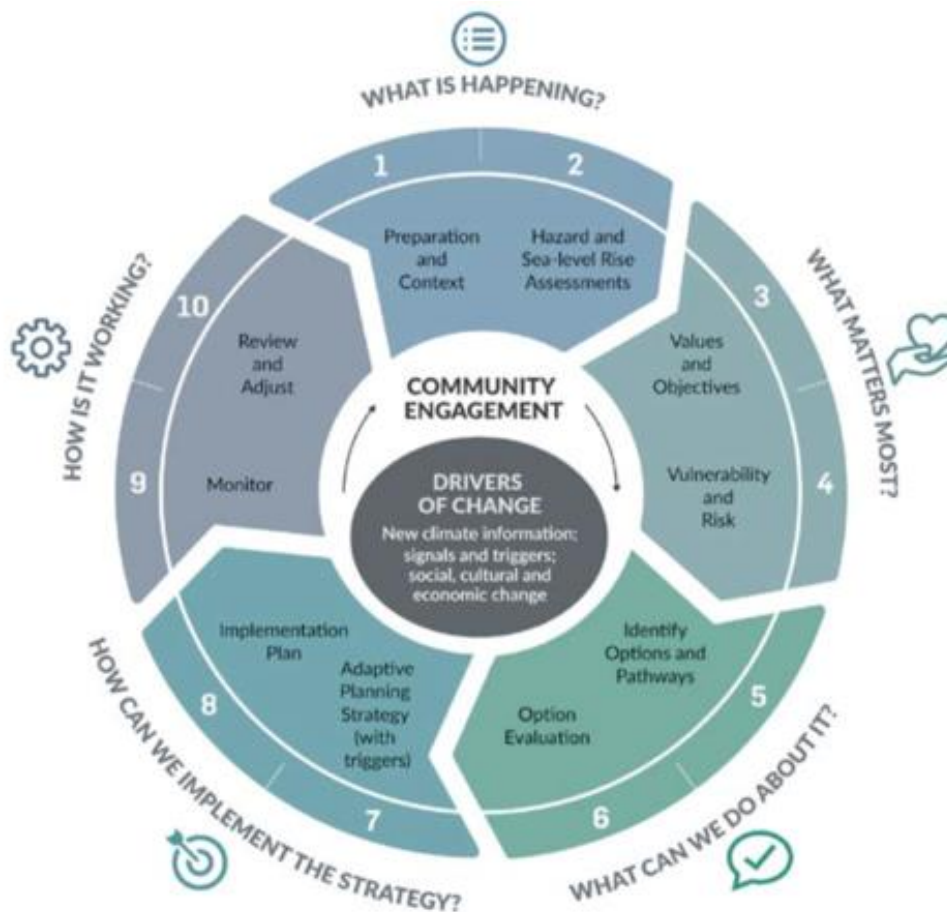 WHAT IS HAPPENING?
1
2
Preparation
and
Context
Hazard and
Sea-level Rise
Assessments
WHAT MATTERS MOST?
3
Values
and
Objectives
4
Vulnerability
and
Risk
WHAT CAN WE DO ABOUT IT?
5
Identify
Options and
Pathways
6
Option
Evaluation
HOW CAN WE IMPLEMENT THE STRATEGY?
7
Adaptive
Planning
Strategy
(with
triggers)
8
Implementation
Plan
HOW IS IT WORKING?
9
Monitor
10
Review
and
Adjust
COMMUNITY
ENGAGEMENT
DRIVERS
OF CHANGE
New climate information;
signals and triggers;
social, cultural and
economic change